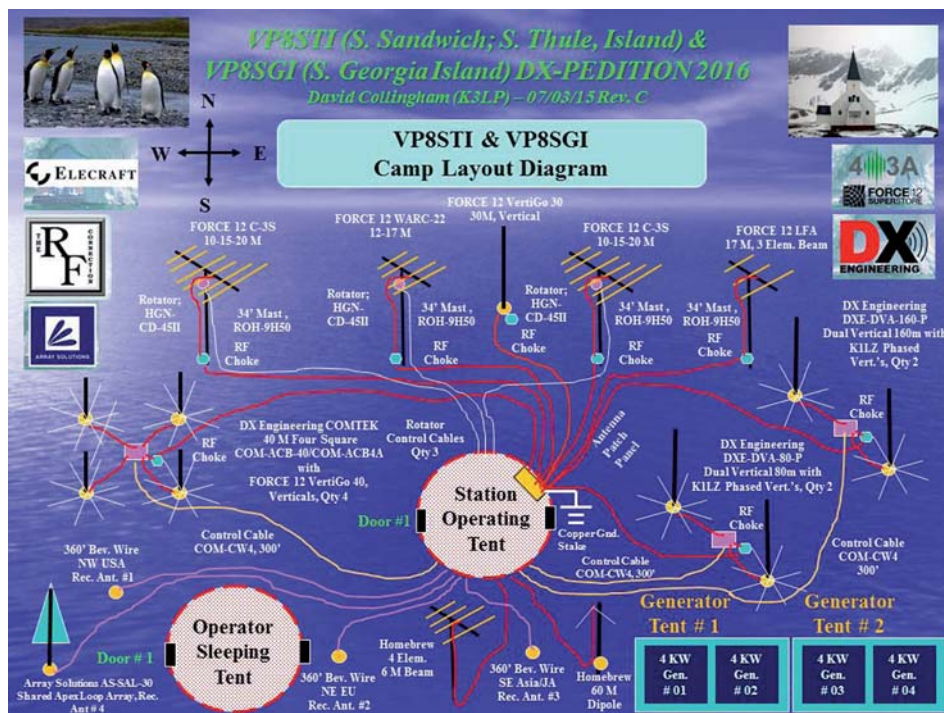 VP8STI (S. Sandwich; S. Thule, Island) &
VP8SGI (S. Georgia Island) DX-PEDITION 2016
David Collingham (K3LP) – 07/03/15 Rev. C
N
W E
S
VP8STI & VP8SGI
Camp Layout Diagram
ELECRAFT
THE
RF
CONNECTION
ARRAY SOLUTIONS
4 3A
FORCE 12
SUPERSTORE
DX
ENGINEERING
FORCE 12 C-3S
10-15-20 M
FORCE 12 WARC-22
12-17 M
FORCE 12 VertiGo 30
30M, Vertical
FORCE 12 C-3S
10-15-20 M
FORCE 12 LFA
17 M, 3 Elem. Beam
Rotator;
HGN-
CD-45II
34' Mast ,
ROH-9H50
RF
Choke
Rotator;
HGN-
CD-45II
34' Mast ,
ROH-9H50
RF
Choke
RF
Choke
Rotator;
HGN-
CD-45II
34' Mast ,
ROH-9H50
RF
Choke
34' Mast ,
ROH-9H50
RF
Choke
DX Engineering
DXE-DVA-160-P
Dual Vertical 160m with
K1LZ Phased
Vert.'s, Qty 2
RF
Choke
RF
Choke
DX Engineering COMTEK
40 M Four Square
COM-ACB-40/COM-ACB4A
with
FORCE 12 VertiGo 40,
Verticals, Qty 4
Rotator
Control Cables
Qty 3
Antenna
Patch
Panel
DX Engineering
DXE-DVA-80-P
Dual Vertical 80m with
K1LZ Phased Vert.'s, Qty 2
RF
Choke
Station
Operating
Tent
Door #1
Copper Gnd.
Stake
Control Cable
COM-CW4, 300'
Control Cable
COM-CW4, 300'
Control Cable
COM-CW4
300'
360' Bev. Wire
NW USA
Rec. Ant. #1
Operator
Sleeping
Tent
Door # 1
Array Solutions AS-SAL-30
Shared Apex Loop Array, Rec.
Ant # 4
360' Bev. Wire
NE EU
Rec. Ant. #2
Homebrew
4 Elem.
6 M Beam
360' Bev. Wire
SE Asia/JA
Rec. Ant. #3
Homebrew
60 M
Dipole
Generator
Tent # 1
4 KW
Gen.
# 01
4 KW
Gen.
# 02
Generator
Tent # 2
4 KW
Gen.
# 03
4 KW
Gen.
# 04